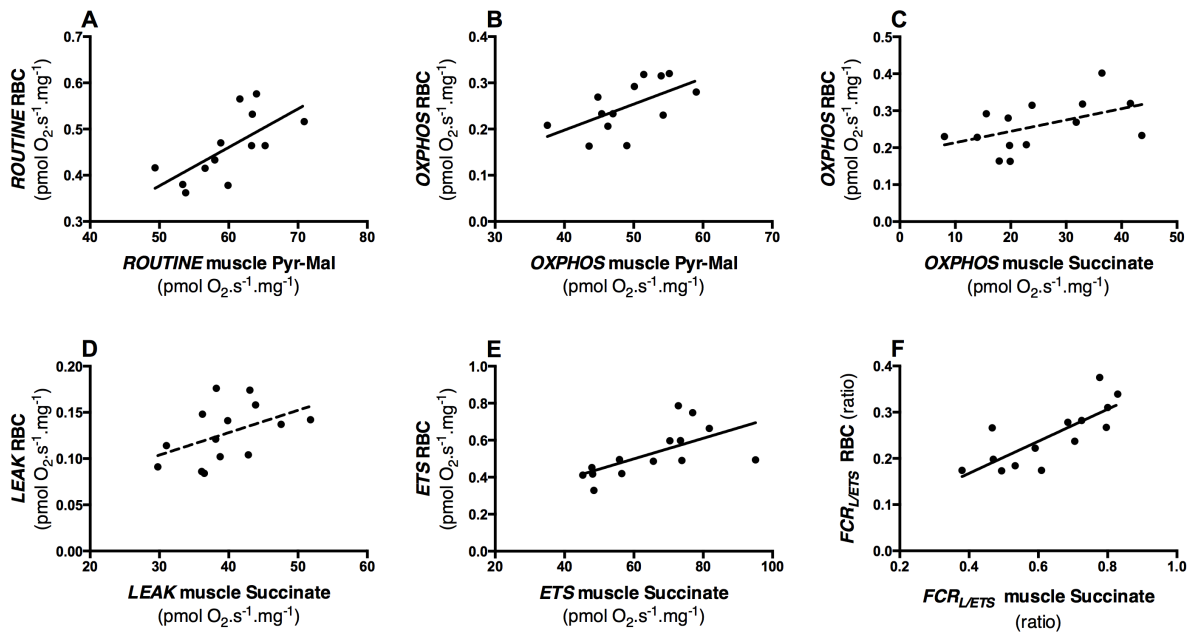 A
0.7
0.6
0.5
0.4
0.3
40 50 60 70 80
ROUTINE RBC
(pmol O2.s-1.mg-1)
ROUTINE muscle Pyr-Mal
(pmol O2.s-1.mg-1)
B
0.4
0.3
0.2
0.1
0.0
30 40 50 60 70
OXPHOS RBC
(pmol O2.s-1.mg-1)
OXPHOS muscle Pyr-Mal
(pmol O2.s-1.mg-1)
C
0.5
0.4
0.3
0.2
0.1
0.0
0 10 20 30 40 50
OXPHOS RBC
(pmol O2.s-1.mg-1)
OXPHOS muscle Succinate
(pmol O2.s-1.mg-1)
D
0.20
0.15
0.10
0.05
0.00
20 30 40 50 60
LEAK RBC
(pmol O2.s-1.mg-1)
LEAK muscle Succinate
(pmol O2.s-1.mg-1)
E
1.0
0.8
0.6
0.4
0.2
0.0
20 40 60 80 100
ETS RBC
(pmol O2.s-1.mg-1)
ETS muscle Succinate
(pmol O2.s-1.mg-1)
F
0.4
0.3
0.2
0.1
0.0
0.2 0.4 0.6 0.8 1.0
FCRL/ETS RBC (ratio)
FCRL/ETS muscle Succinate
(ratio)